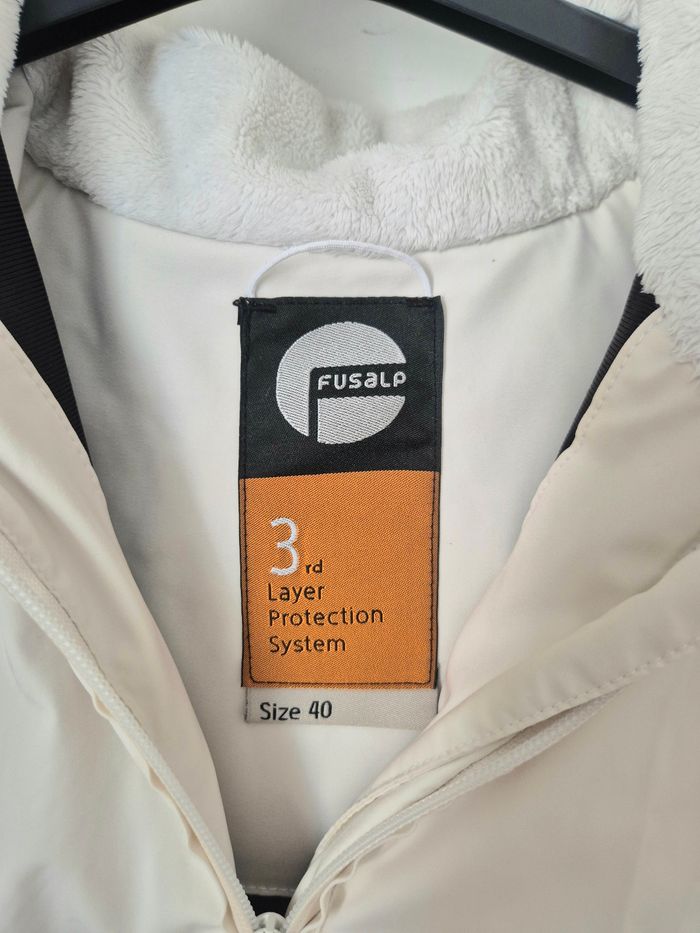 FUSALP
3rd
Layer
Protection
System
Size 40